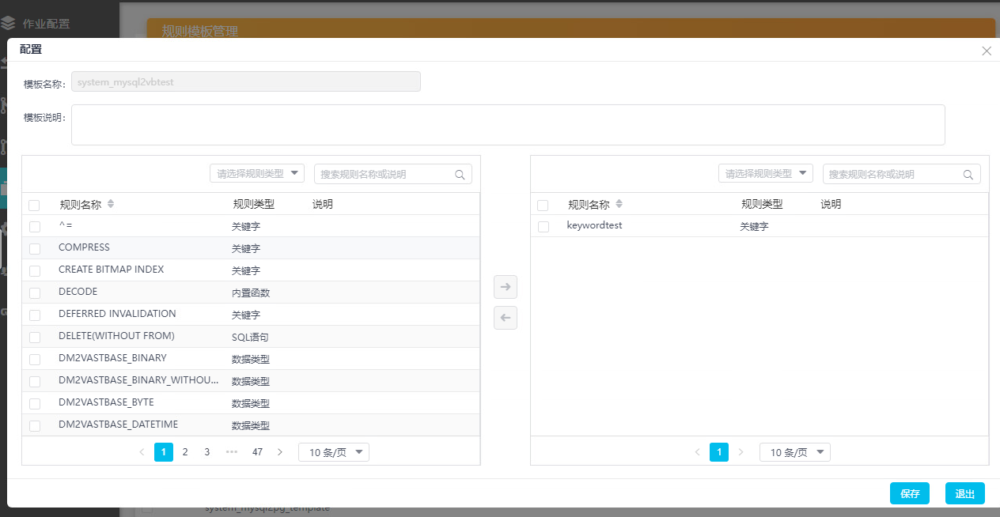 作业配置
规则模板管理
配置
模板名称:
system_mysql2vbtest
模板说明:
请选择规则类型
搜索规则名称或说明
规则名称 规则类型 说明
^= 关键字
COMPRESS 关键字
CREATE BITMAP INDEX 关键字
DECODE 内置函数
DEFERRED INVALIDATION 关键字
DELETE(WITHOUT FROM) SQL语句
DM2VASTBASE_BINARY 数据类型
DM2VASTBASE_BINARY_WITHOU... 数据类型
DM2VASTBASE_BYTE 数据类型
DM2VASTBASE_DATETIME 数据类型
1 2 3 ••• 47 10 条/页
请选择规则类型
搜索规则名称或说明
规则名称 规则类型 说明
keywordtest 关键字
1 10 条/页
保存 退出
system_mysql2pg_template